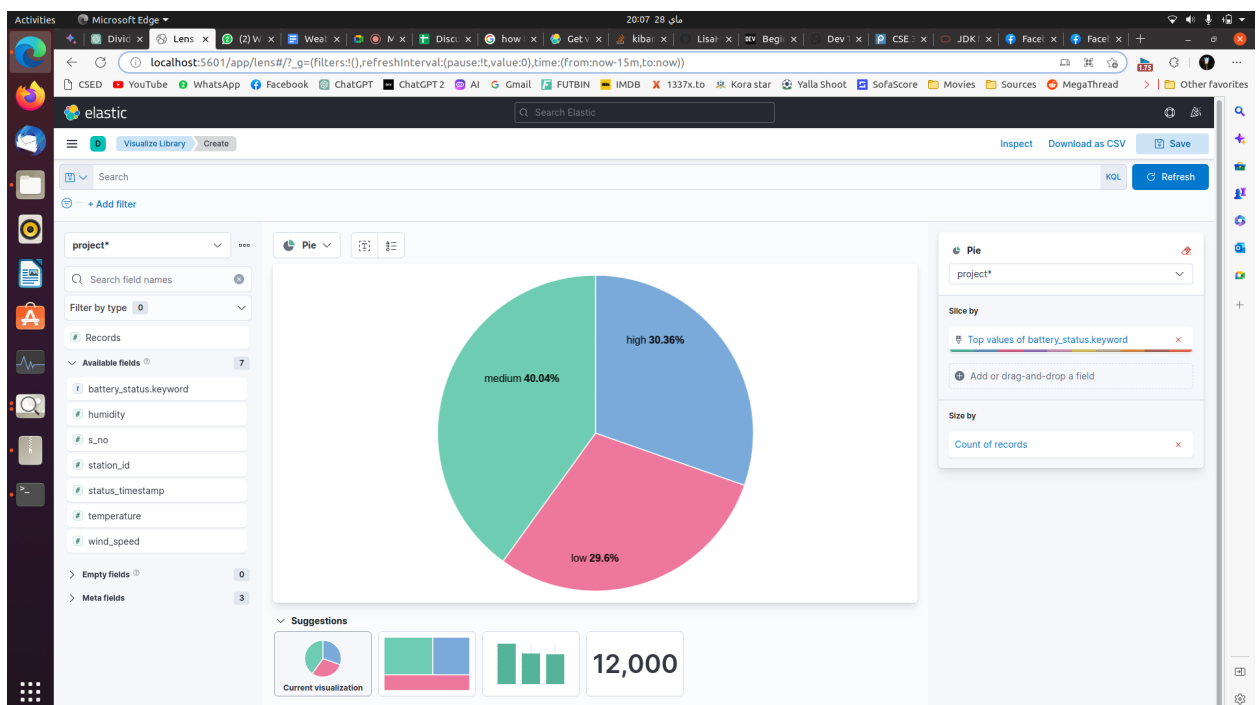 Activities
Microsoft Edge
20:07 28 ماي
Divid
Lens
(2) W
Weat
M
Discu
how
Get v
kibar
LisaH
DEV Begi
Dev
CSE
JDK
Facel
Facel
localhost:5601/app/lens#/?_g=(filters:!(),refreshInterval:(pause:!t,value:0),time:(from:now-15m,to:now))
1.75
CSED
YouTube
WhatsApp
Facebook
ChatGPT
ChatGPT 2
AI
Gmail
FUTBIN
IMDB
1337x.to
Kora star
Yalla Shoot
SofaScore
Movies
Sources
MegaThread
Other favorites
elastic
Search Elastic
D
Visualize Library
Create
Inspect
Download as CSV
Save
Search
KQL
Refresh
+ Add filter
project*
Search field names
Filter by type 0
Records
Available fields 7
battery_status.keyword
humidity
s_no
station_id
status_timestamp
temperature
wind_speed
Empty fields 0
Meta fields 3
Pie
high 30.36%
medium 40.04%
low 29.6%
Suggestions
Current visualization
12,000
Pie
project*
Slice by
Top values of battery_status.keyword
Add or drag-and-drop a field
Size by
Count of records